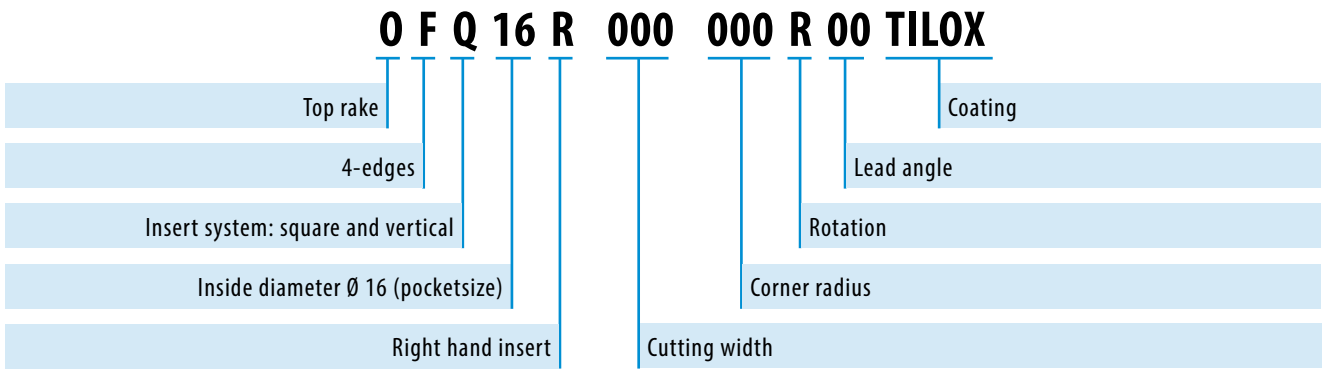 0 F Q 16 R 000 000 R 00 TILOX
Top rake
Coating
4-edges
Lead angle
Insert system: square and vertical
Rotation
Inside diameter Ø 16 (pocketsize)
Corner radius
Right hand insert
Cutting width